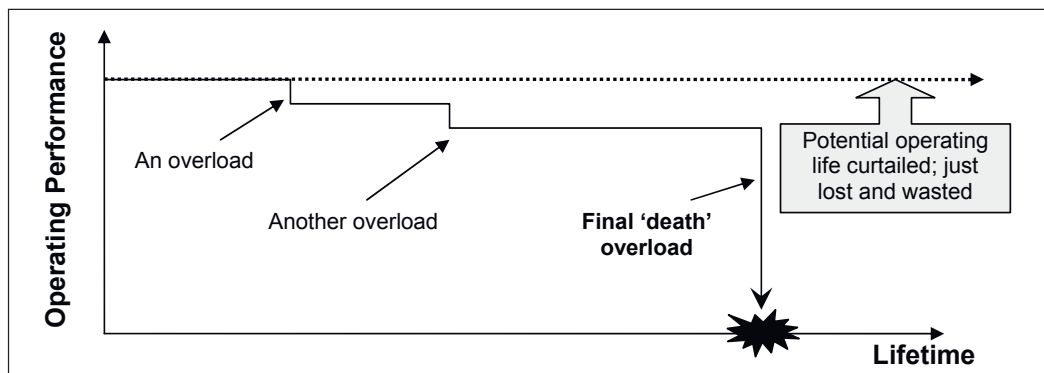 Operating Performance
An overload
Another overload
Final ‘death’
overload
Potential operating
life curtailed; just
lost and wasted
Lifetime